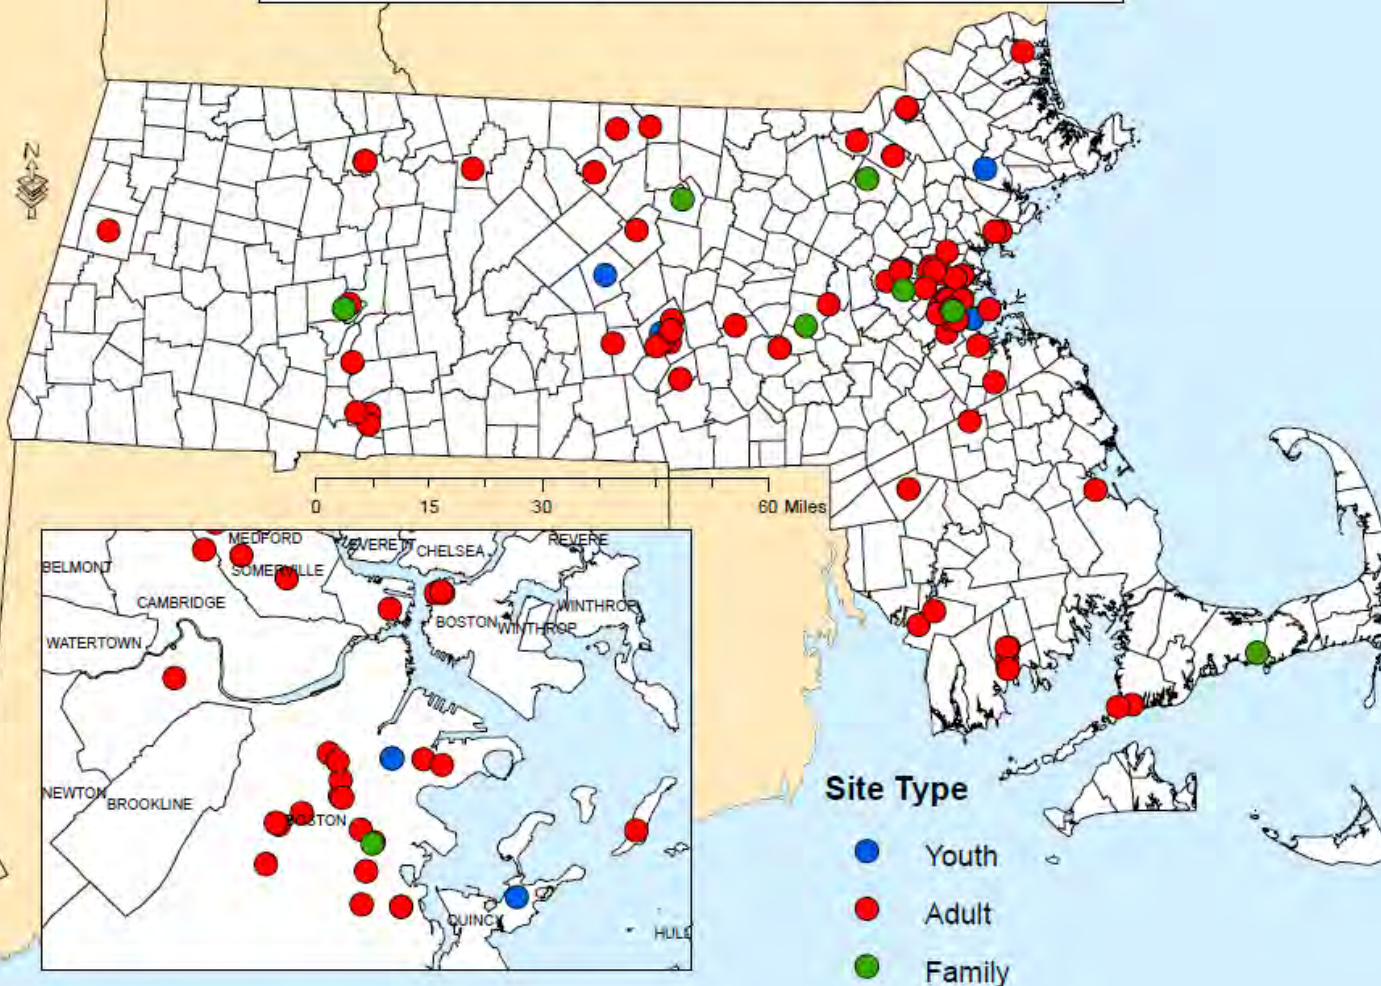 N
0 15 30 60 Miles
MEDFORD
EVERETT
CHELSEA
REVERE
BELMONT
SOMERVILLE
CAMBRIDGE
WINTHROP
BOSTON
WINTHROP
WATERTOWN
NEWTON
BROOKLINE
BOSTON
QUINCY
HULL
Site Type
Youth
Adult
Family